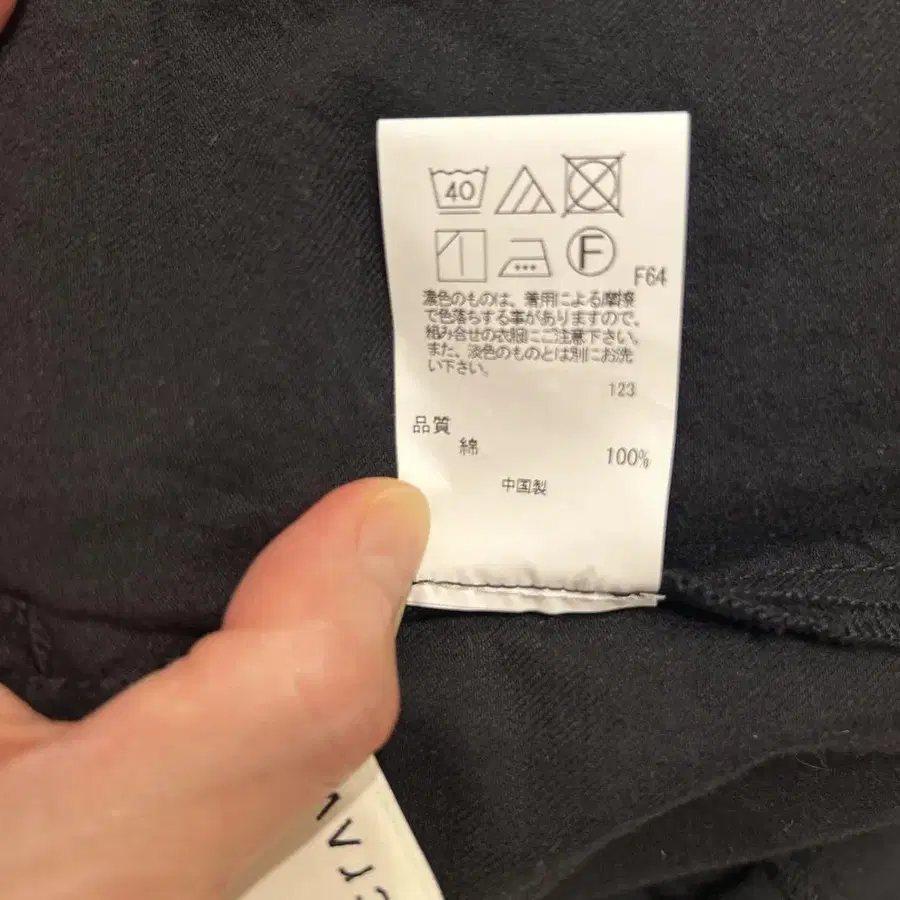 40
F
F64
濃色のものは、着用による摩擦
で色落ちする事がありますので、
組み合せの衣服にご注意下さい。
また、淡色のものとは別にお洗
い下さい。
123
品質
綿 100%
中国製